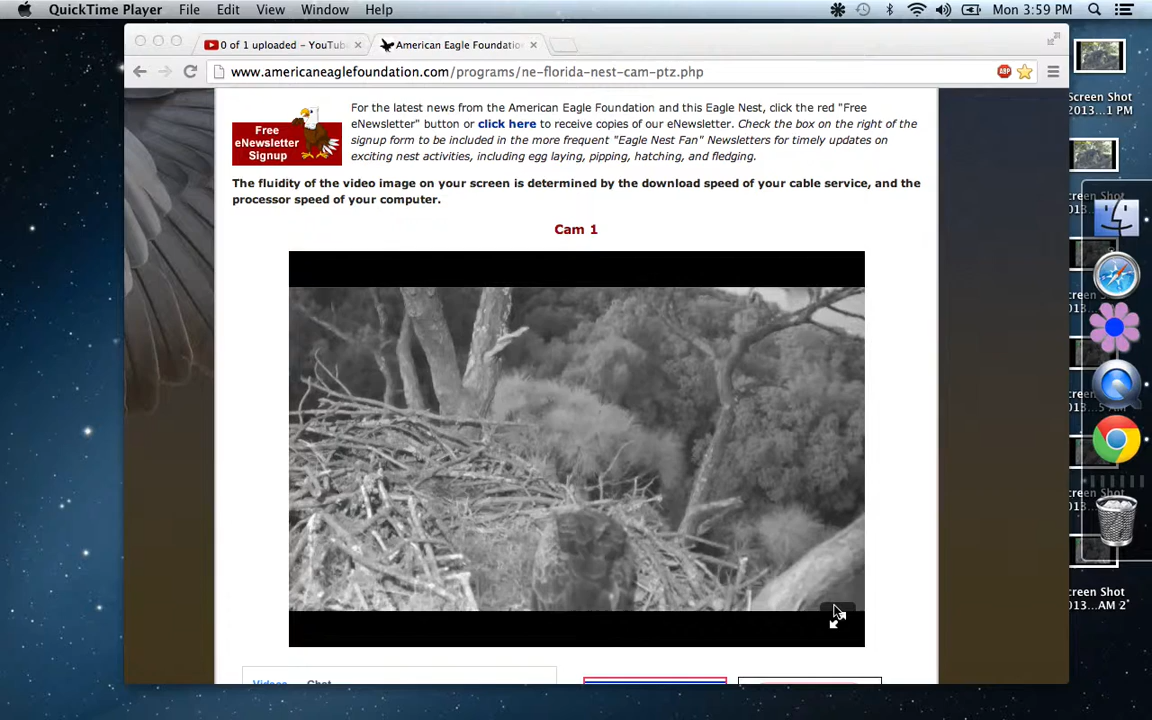 QuickTime Player File Edit View Window Help Mon 3:59 PM
0 of 1 uploaded – YouTub
American Eagle Foundatio
www.americaneaglefoundation.com/programs/ne-florida-nest-cam-ptz.php
ABP
Free
eNewsletter
Signup
For the latest news from the American Eagle Foundation and this Eagle Nest, click the red "Free
eNewsletter" button or click here to receive copies of our eNewsletter. Check the box on the right of the
signup form to be included in the more frequent "Eagle Nest Fan" Newsletters for timely updates on
exciting nest activities, including egg laying, pipping, hatching, and fledging.
The fluidity of the video image on your screen is determined by the download speed of your cable service, and the
processor speed of your computer.
Cam 1
Videos Chat
Screen Shot
2013...1 PM
creen Shot
013...AM 2